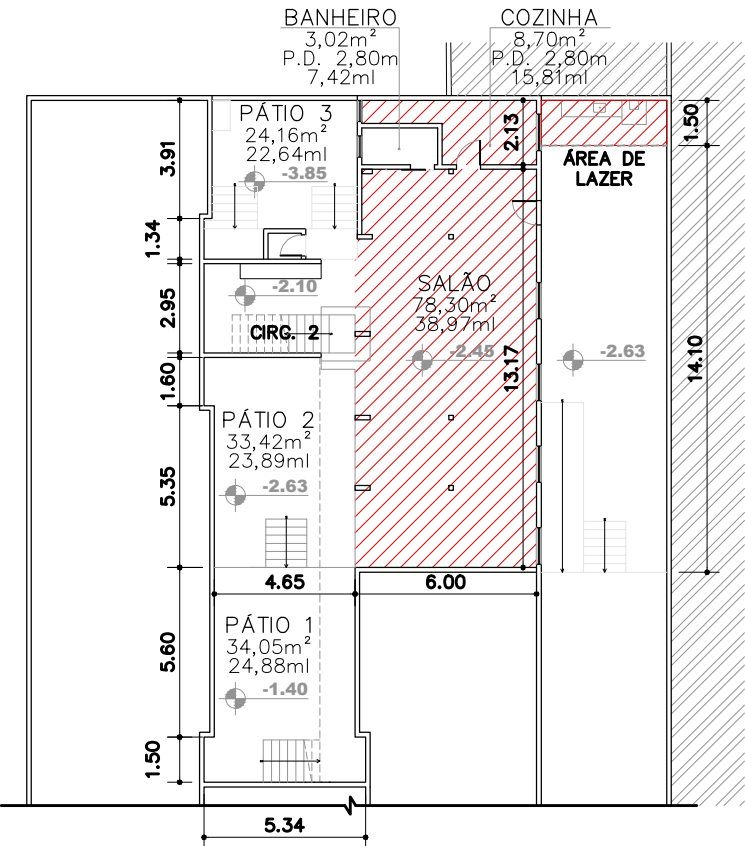 BANHEIRO
3,02m²
P.D. 2,80m
7,42ml
COZINHA
8,70m²
P.D. 2,80m
15,81ml
PÁTIO 3
24,16m²
22,64ml
-3.85
3.91
2.13
1.50
ÁREA DE
LAZER
1.34
-2.10
2.95
CIRC. 2
SALÃO
78,30m²
38,97ml
-2.45
13.17
-2.63
14.10
1.60
PÁTIO 2
33,42m²
23,89ml
-2.63
5.35
4.65
6.00
PÁTIO 1
34,05m²
24,88ml
-1.40
5.60
1.50
5.34